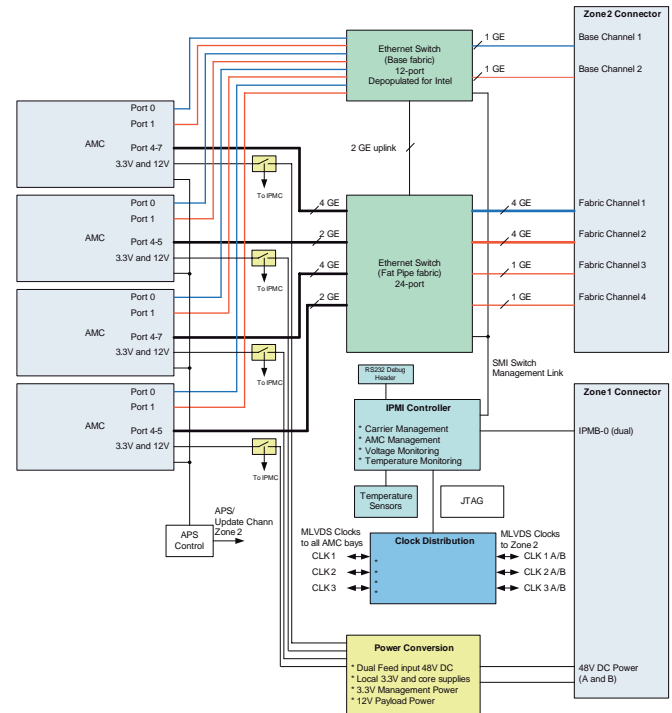 Zone 2 Connector
Ethernet Switch
(Base fabric)
12-port
Depopulated for Intel
1 GE
Base Channel 1
1 GE
Base Channel 2
2 GE uplink
AMC
Port 0
Port 1
Port 4-7
3.3V and 12V
To IPMC
AMC
Port 0
Port 1
Port 4-5
3.3V and 12V
To IPMC
AMC
Port 0
Port 1
Port 4-7
3.3V and 12V
To IPMC
AMC
Port 0
Port 1
Port 4-5
3.3V and 12V
To IPMC
4 GE
2 GE
4 GE
2 GE
Ethernet Switch
(Fat Pipe fabric)
24-port
4 GE
Fabric Channel 1
4 GE
Fabric Channel 2
1 GE
Fabric Channel 3
1 GE
Fabric Channel 4
SMI Switch
Management Link
RS232 Debug
Header
IPMI Controller
* Carrier Management
* AMC Management
* Voltage Monitoring
* Temperature Monitoring
Zone 1 Connector
IPMB-0 (dual)
Temperature
Sensors
JTAG
APS
Control
APS/
Update Chann
Zone 2
MLVDS Clocks
to all AMC bays
CLK 1
CLK 2
CLK 3
Clock Distribution
*
*
*
*
MLVDS Clocks
to Zone 2
CLK 1 A/B
CLK 2 A/B
CLK 3 A/B
Power Conversion
* Dual Feed input 48V DC
* Local 3.3V and core supplies
* 3.3V Management Power
* 12V Payload Power
48V DC Power
(A and B)